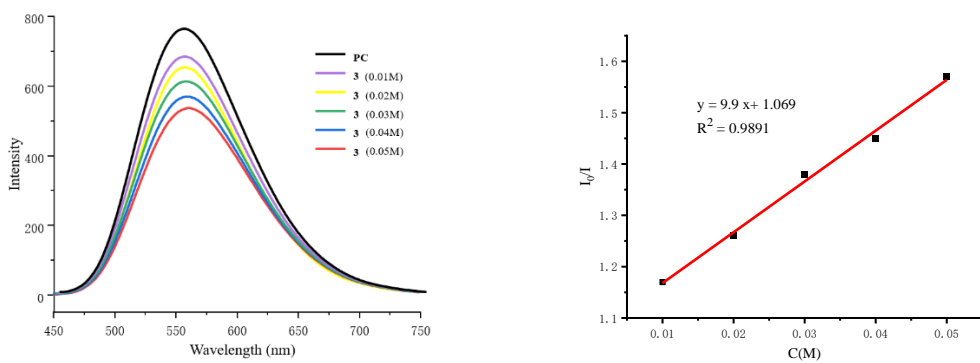 800
600
400
200
0
Intensity
450
500
550
600
650
700
750
Wavelength (nm)
PC
3 (0.01M)
3 (0.02M)
3 (0.03M)
3 (0.04M)
3 (0.05M)
1.6
1.5
1.4
1.3
1.2
1.1
I₀/I
y = 9.9 x+ 1.069
R² = 0.9891
0.01
0.02
0.03
0.04
0.05
C(M)